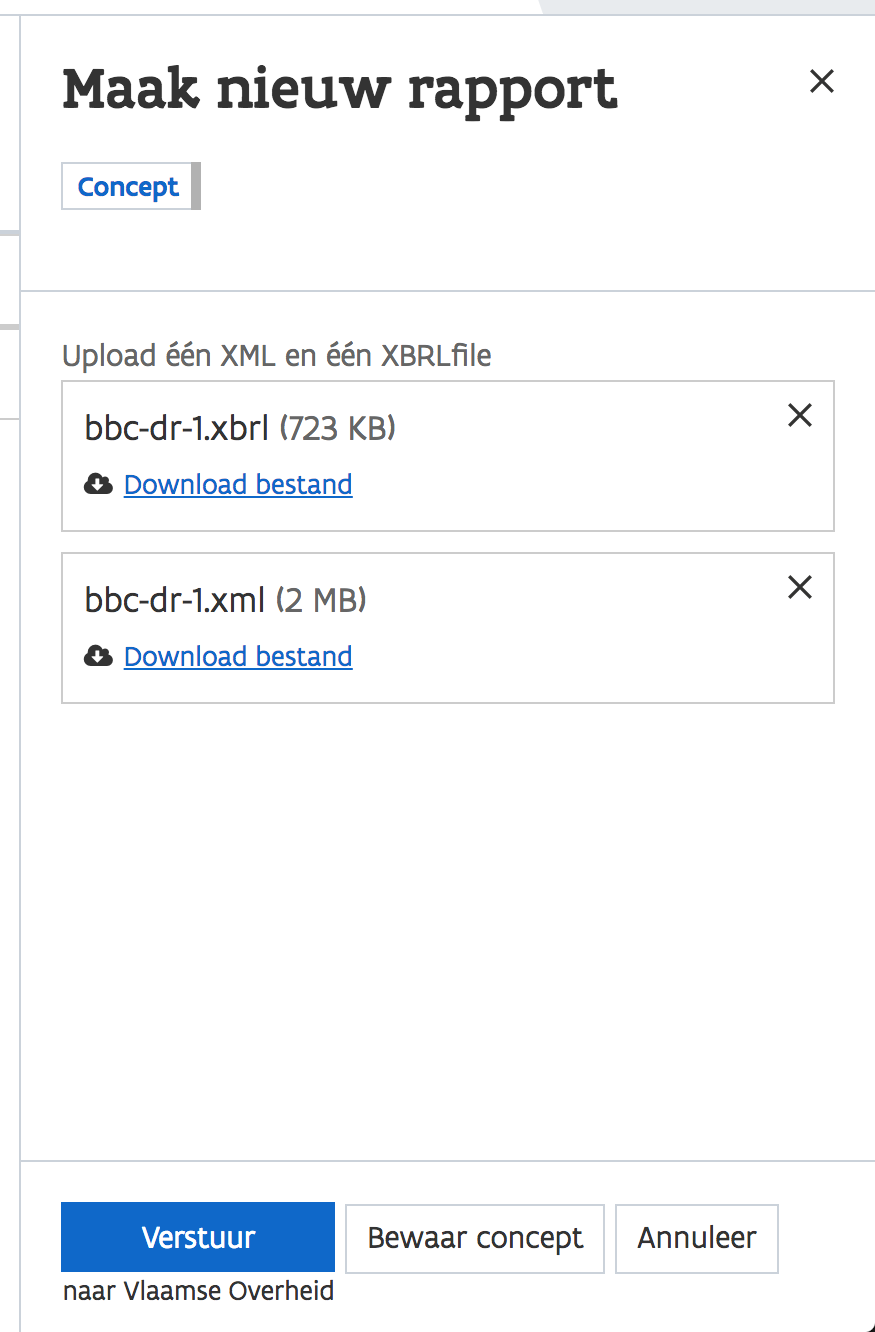 Maak nieuw rapport
Concept
Upload één XML en één XBRLfile
bbc-dr-1.xbrl (723 KB)
Download bestand
bbc-dr-1.xml (2 MB)
Download bestand
Verstuur
naar Vlaamse Overheid
Bewaar concept
Annuleer